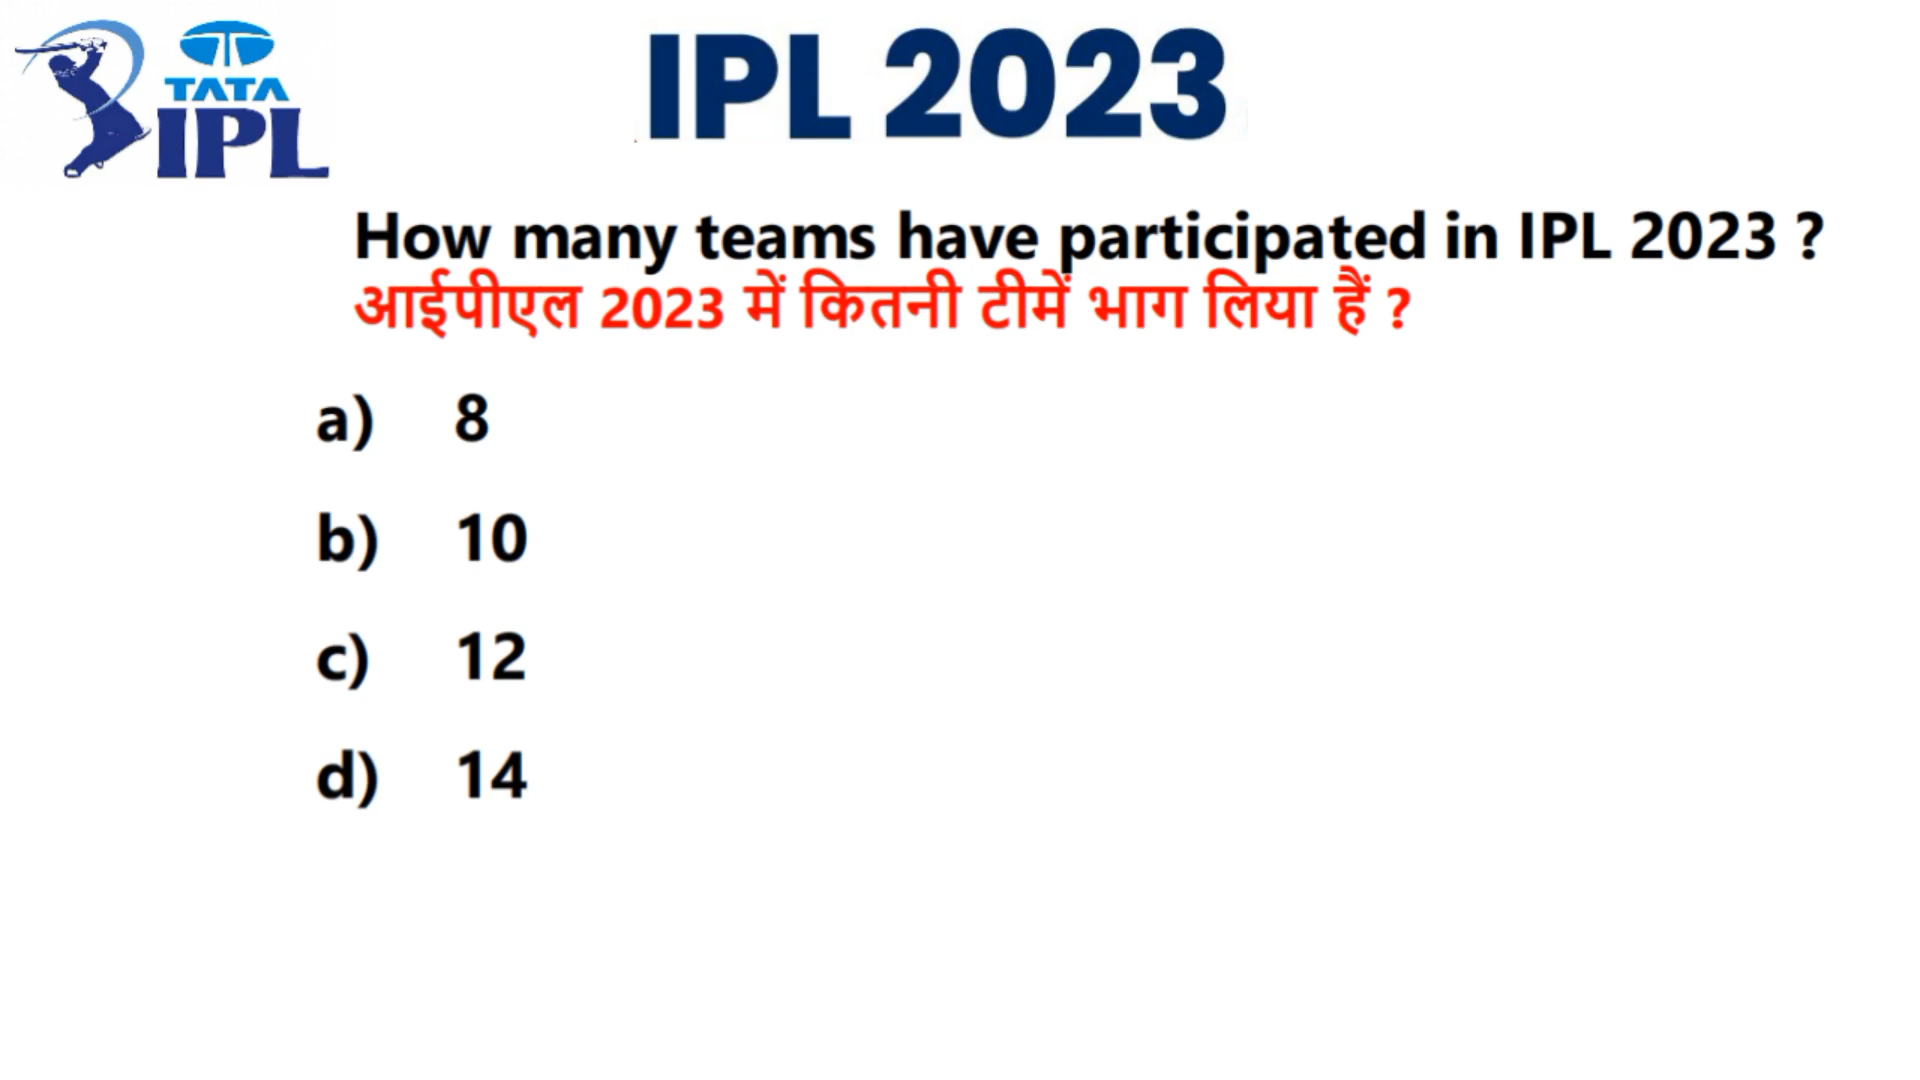 TATA
IPL
IPL 2023
How many teams have participated in IPL 2023 ?
आईपीएल 2023 में कितनी टीमें भाग लिया हैं ?
a) 8
b) 10
c) 12
d) 14